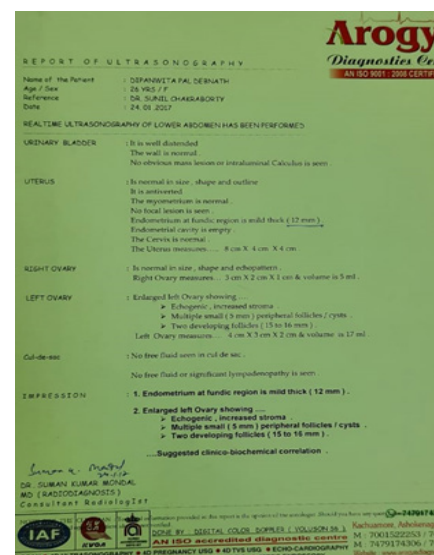 Arogy
Diagnostics Ce
AN ISO 9001 : 2008 CERTIF
REPORT OF ULTRASONOGRAPHY
Name of the Patient : DIPANWITA PAL DEBNATH
Age / Sex : 26 YRS / F
Reference : DR. SUNIL CHAKRABORTY
Date : 24. 01. 2017
REALTIME ULTRASONOGRAPHY OF LOWER ABDOMEN HAS BEEN PERFORMED
URINARY BLADDER : It is well distended
The wall is normal .
No obvious mass lesion or intraluminal Calculus is seen .
UTERUS : Is normal in size , shape and outline
It is antiverted .
The myometrium is normal .
No focal lesion is seen .
Endometrium at fundic region is mild thick ( 12 mm ) .
Endometrial cavity is empty .
The Cervix is normal .
The Uterus measures.... 8 cm X 4 cm X 4 cm .
RIGHT OVARY : Is normal in size , shape and echopattern .
Right Ovary measures... 3 cm X 2 cm X 1 cm & volume is 5 ml .
LEFT OVARY : Enlarged left Ovary showing ....
➤ Echogenic , increased stroma .
➤ Multiple small ( 5 mm ) peripheral follicles / cysts .
➤ Two developing follicles ( 15 to 16 mm ) .
Left Ovary measures... 4 cm X 3 cm X 2 cm & volume is 17 ml
Cul-de-sac : No free fluid seen in cul de sac .
No free fluid or significant lympadenopathy is seen .
IMPRESSION : 1. Endometrium at fundic region is mild thick ( 12 mm ) .
2. Enlarged left Ovary showing ....
➤ Echogenic , increased stroma .
➤ Multiple small ( 5 mm ) peripheral follicles / cysts .
➤ Two developing follicles ( 15 to 16 mm ) .
....Suggested clinico-biochemical correlation .
DR. SUMAN KUMAR MONDAL
MD (RADIODIAGNOSIS)
Consultant Radiologist
IAF
DONE BY : DIGITAL COLOR DOPPLER ( VOLUSON S6 )
AN ISO accredited diagnostic centre
M : 7001522253 / 7
M : 7479174306 / 7
PREGNANCY USG ● 4D TVS USG ● ECHO-CARDIOGRAPHY